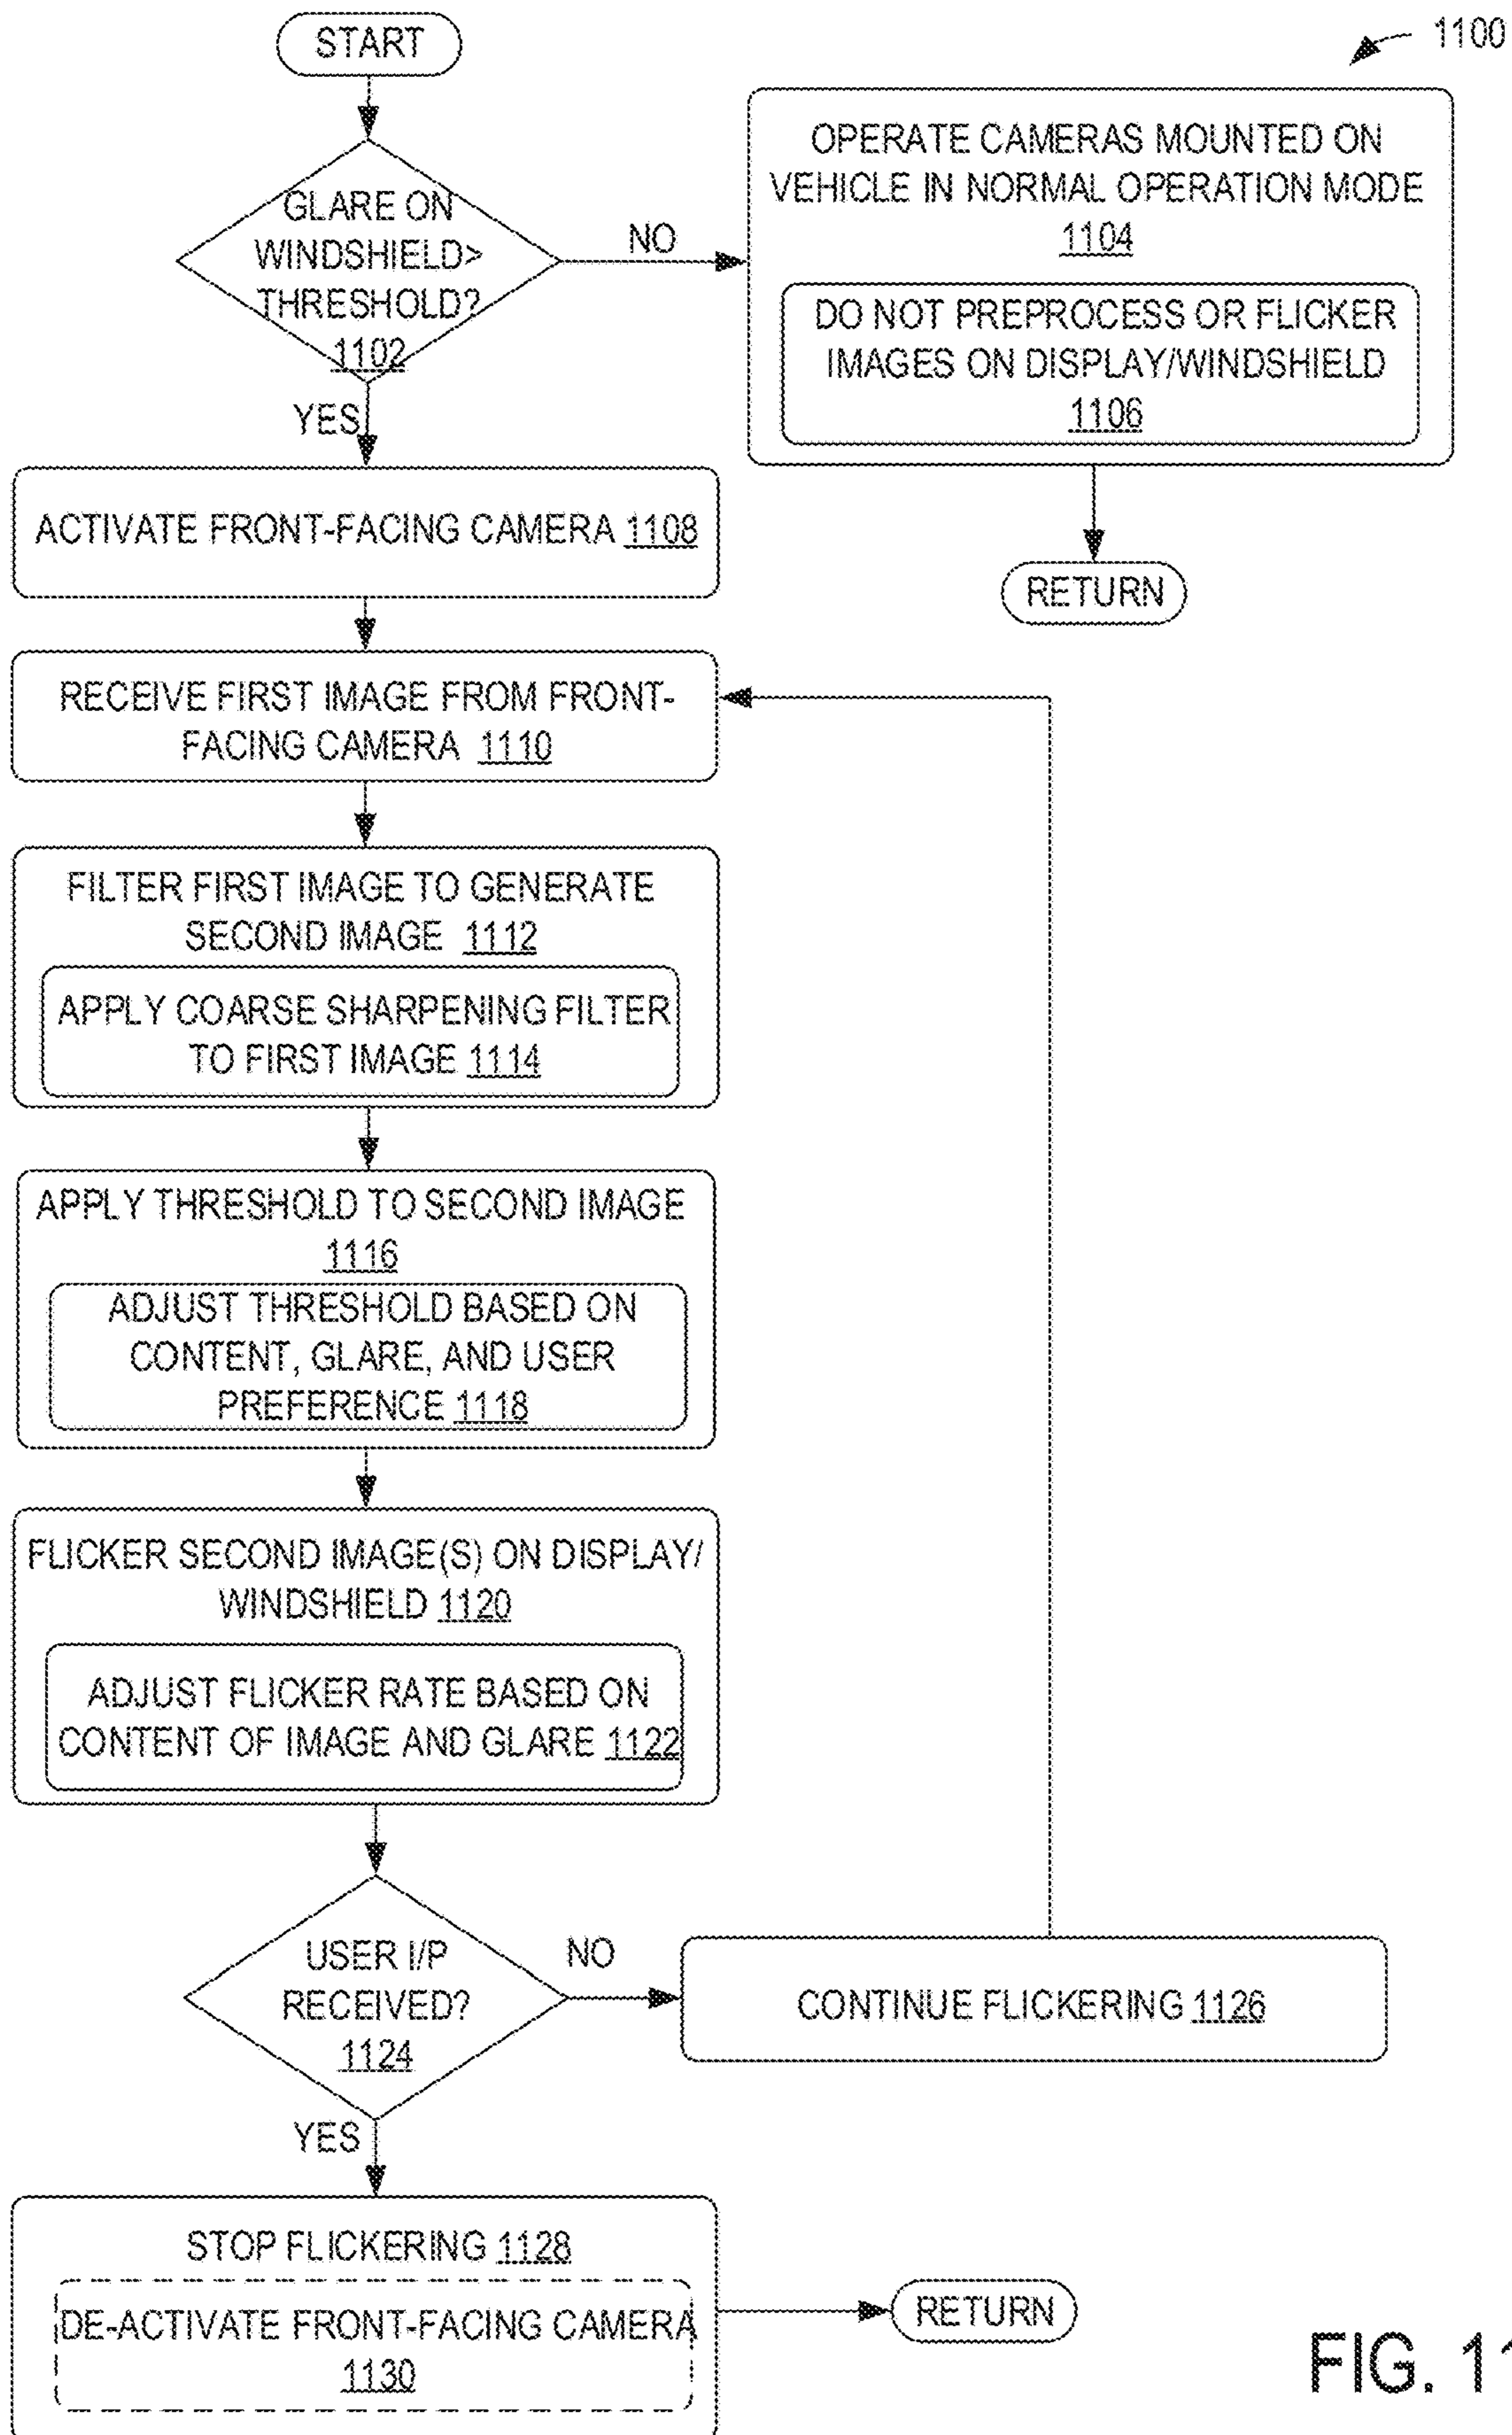 START
1100
GLARE ON
WINDSHIELD>
THRESHOLD?
1102
NO
YES
OPERATE CAMERAS MOUNTED ON
VEHICLE IN NORMAL OPERATION MODE
1104
DO NOT PREPROCESS OR FLICKER
IMAGES ON DISPLAY/WINDSHIELD
1106
RETURN
ACTIVATE FRONT-FACING CAMERA 1108
RECEIVE FIRST IMAGE FROM FRONT-
FACING CAMERA 1110
FILTER FIRST IMAGE TO GENERATE
SECOND IMAGE 1112
APPLY COARSE SHARPENING FILTER
TO FIRST IMAGE 1114
APPLY THRESHOLD TO SECOND IMAGE
1116
ADJUST THRESHOLD BASED ON
CONTENT, GLARE, AND USER
PREFERENCE 1118
FLICKER SECOND IMAGE(S) ON DISPLAY/
WINDSHIELD 1120
ADJUST FLICKER RATE BASED ON
CONTENT OF IMAGE AND GLARE 1122
USER I/P
RECEIVED?
1124
NO
YES
CONTINUE FLICKERING 1126
STOP FLICKERING 1128
DE-ACTIVATE FRONT-FACING CAMERA
1130
RETURN
FIG. 11